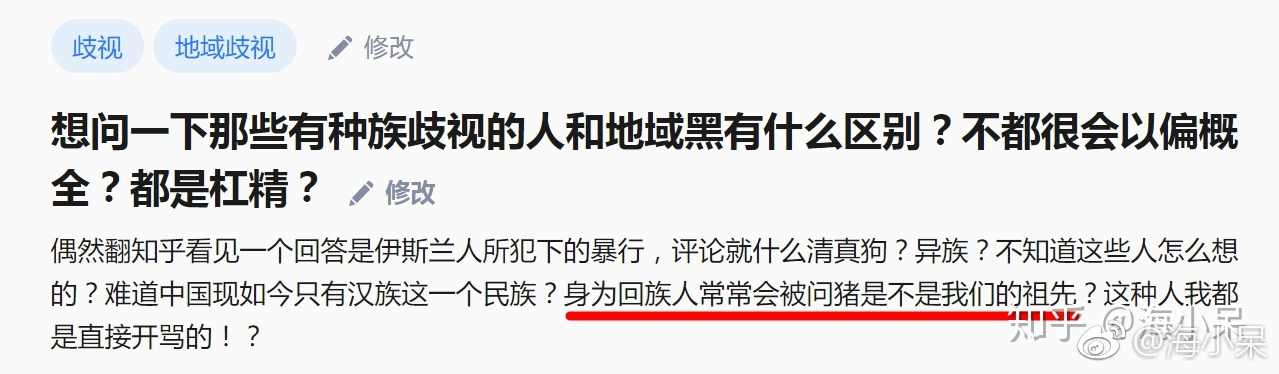 歧视 地域歧视 修改
想问一下那些有种族歧视的人和地域黑有什么区别？不都很会以偏概
全？都是杠精？ 修改
偶然翻知乎看见一个回答是伊斯兰人所犯下的暴行，评论就什么清真狗？异族？不知道这些人怎么想
的？难道中国现如今只有汉族这一个民族？身为回族人常常会被问猪是不是我们的祖先？这种人我都
是直接开骂的！？
知乎 @海小呆
@海小呆